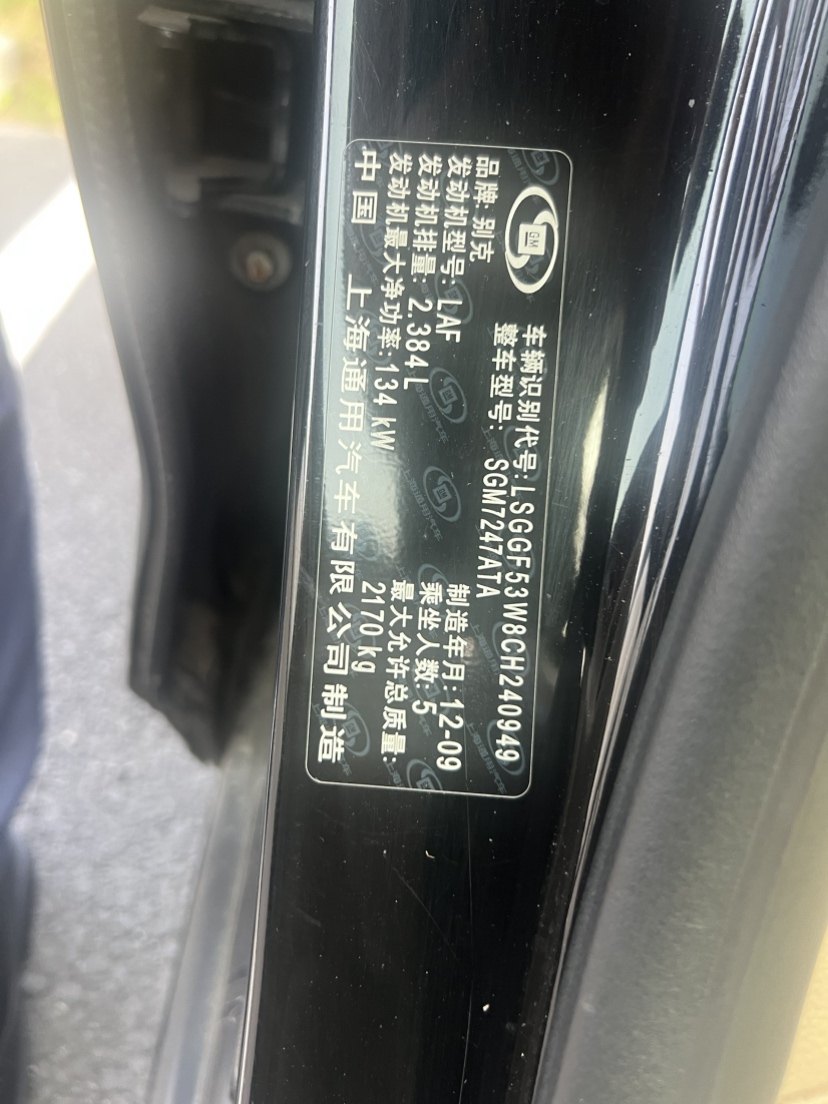 GM
车辆识别代号:LSGGF53W8CH240949
整车型号: SGM7247ATA
品牌: 别克
制造年月:12-09
发动机型号: LAF
乘坐人数:5
发动机排量: 2.384L
最大允许总质量:
发动机最大净功率:134 kW
2170 kg
中国 上海通用汽车有限公司制造